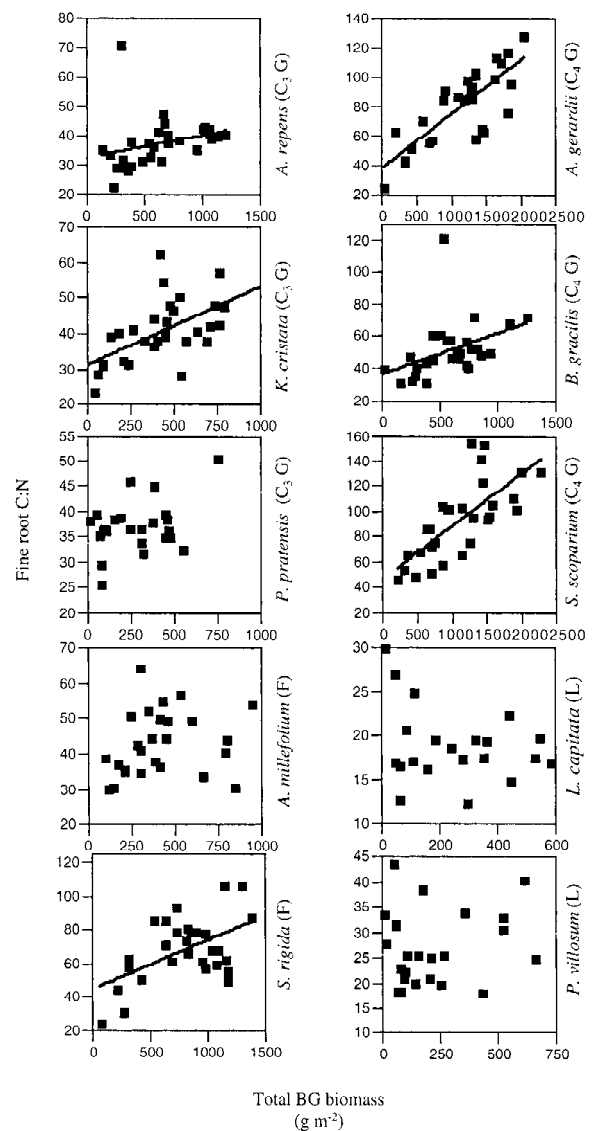 Fine root C:N
80
70
60
50
40
30
20
0 500 1000 1500
A. repens (C3 G)
140
120
100
80
60
40
20
0 500 1000 1500 2000 2500
A. gerardii (C4 G)
70
60
50
40
30
20
0 250 500 750 1000
K. cristata (C3 G)
120
100
80
60
40
20
0 500 1000 1500
B. gracilis (C4 G)
55
50
45
40
35
30
25
20
0 250 500 750 1000
P. pratensis (C3 G)
160
140
120
100
80
60
40
20
0 500 1000 1500 2000 2500
S. scoparium (C4 G)
70
60
50
40
30
20
0 250 500 750 1000
A. millefolium (F)
30
25
20
15
10
0 100 200 300 400 500 600
L. capitata (L)
120
100
80
60
40
20
0 500 1000 1500
S. rigida (F)
45
40
35
30
25
20
15
10
0 250 500 750
P. villosum (L)
Total BG biomass
(g m-2)